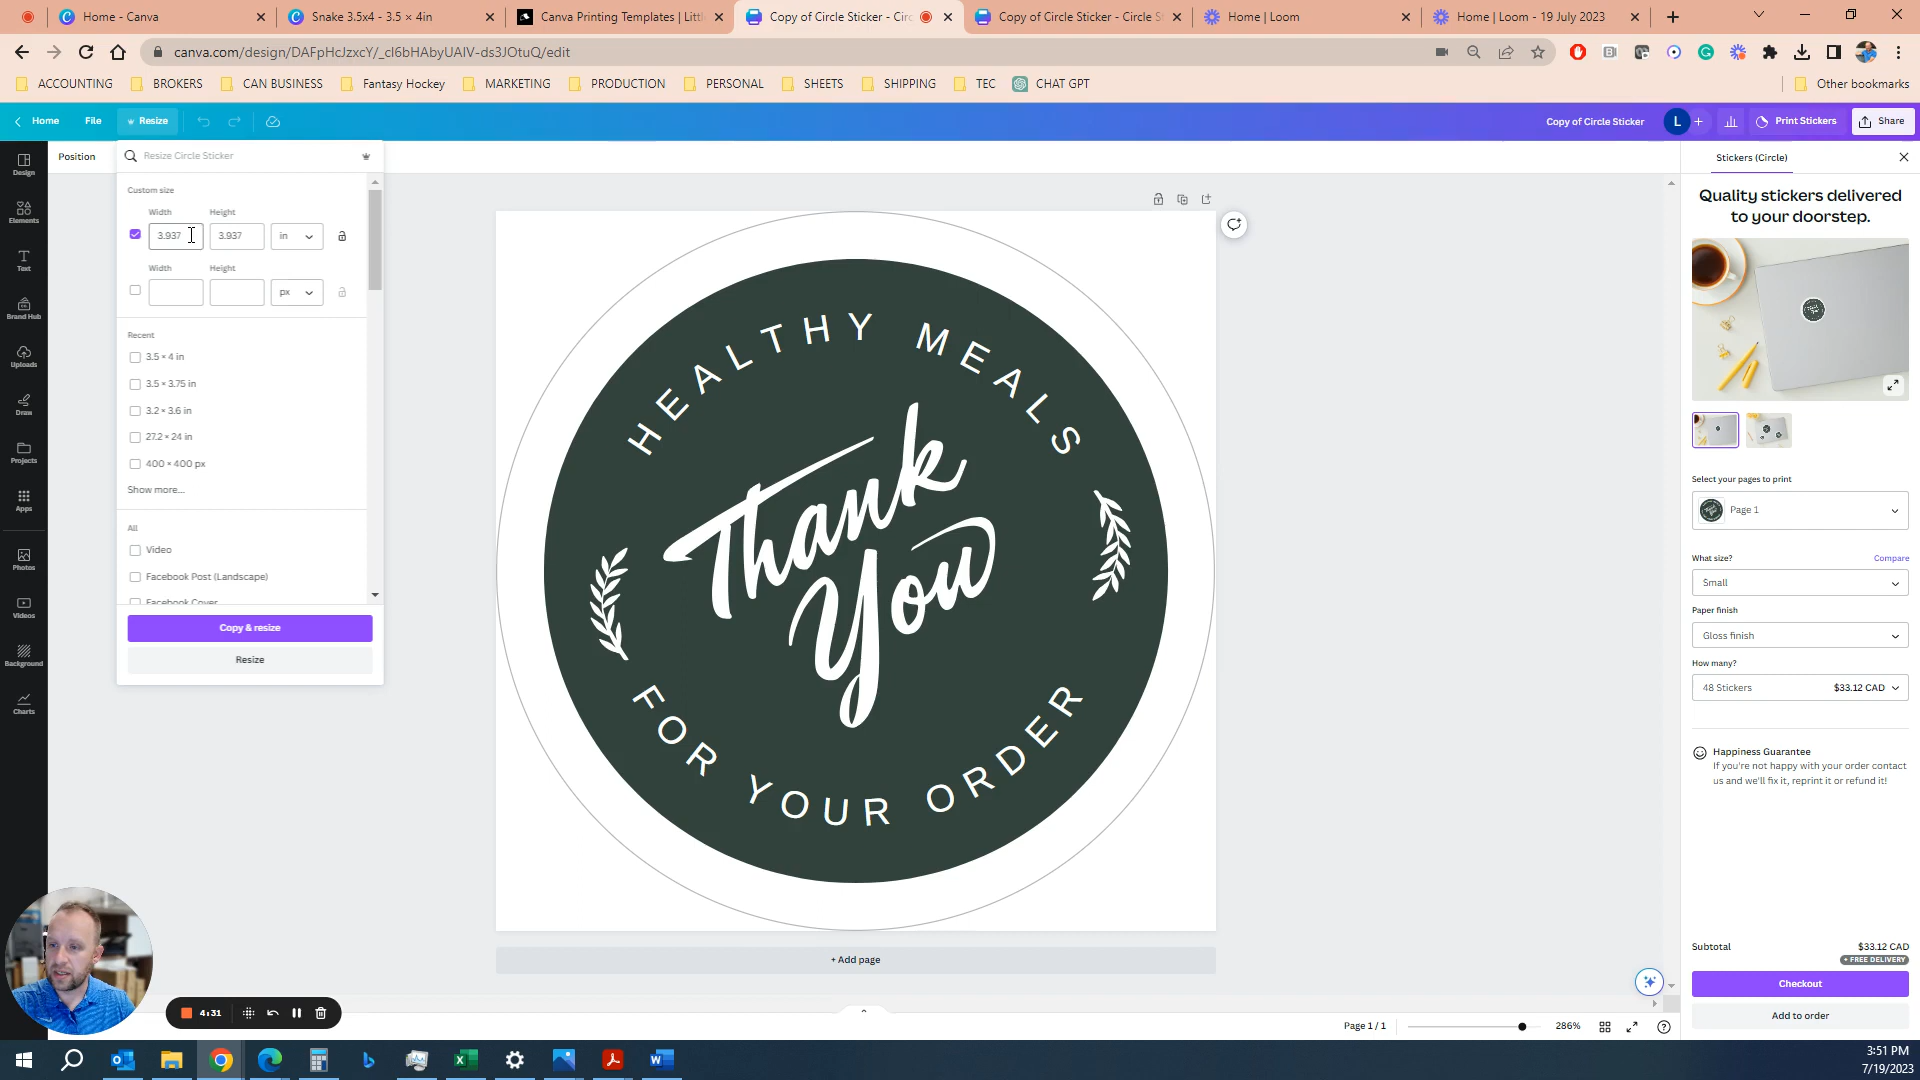 Home - Canva
Snake 3.5x4 - 3.5 × 4in
Canva Printing Templates | Littl
Copy of Circle Sticker - Circ
Copy of Circle Sticker - Circle S
Home | Loom
Home | Loom - 19 July 2023
canva.com/design/DAFpHcJzxcY/_cI6bHAbyUAIV-ds3JOtuQ/edit
ACCOUNTING
BROKERS
CAN BUSINESS
Fantasy Hockey
MARKETING
PRODUCTION
PERSONAL
SHEETS
SHIPPING
TEC
CHAT GPT
Other bookmarks
Home
File
Resize
Copy of Circle Sticker
L
Print Stickers
Share
Design
Elements
Text
Brand Hub
Uploads
Draw
Projects
Apps
Photos
Videos
Background
Charts
Position
Resize Circle Sticker
Custom size
Width Height
3.937 3.937 in
Width Height
px
Recent
3.5 × 4 in
3.5 × 3.75 in
3.2 × 3.6 in
27.2 × 24 in
400 × 400 px
Show more...
All
Video
Facebook Post (Landscape)
Facebook Cover
Copy & resize
Resize
HEALTHY MEALS
Thank
You
FOR YOUR ORDER
+ Add page
Stickers (Circle)
Quality stickers delivered
to your doorstep.
Select your pages to print
Page 1
What size? Compare
Small
Paper finish
Gloss finish
How many?
48 Stickers $33.12 CAD
Happiness Guarantee
If you're not happy with your order contact
us and we'll fix it, reprint it or refund it!
Subtotal $33.12 CAD
+ FREE DELIVERY
Checkout
Add to order
4:31
Page 1 / 1
286%
3:51 PM
7/19/2023